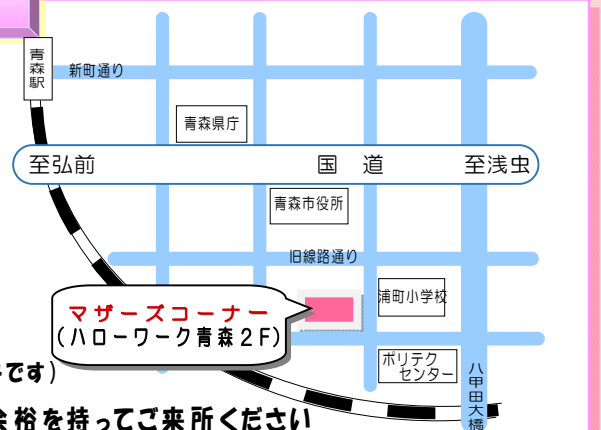 青森駅
新町通り
青森県庁
至弘前 国 道 至浅虫
青森市役所
旧線路通り
浦町小学校
マザーズコーナー
(ハローワーク青森2F)
ポリテク
センター
八甲田大橋
です)
裕を持ってご来所ください